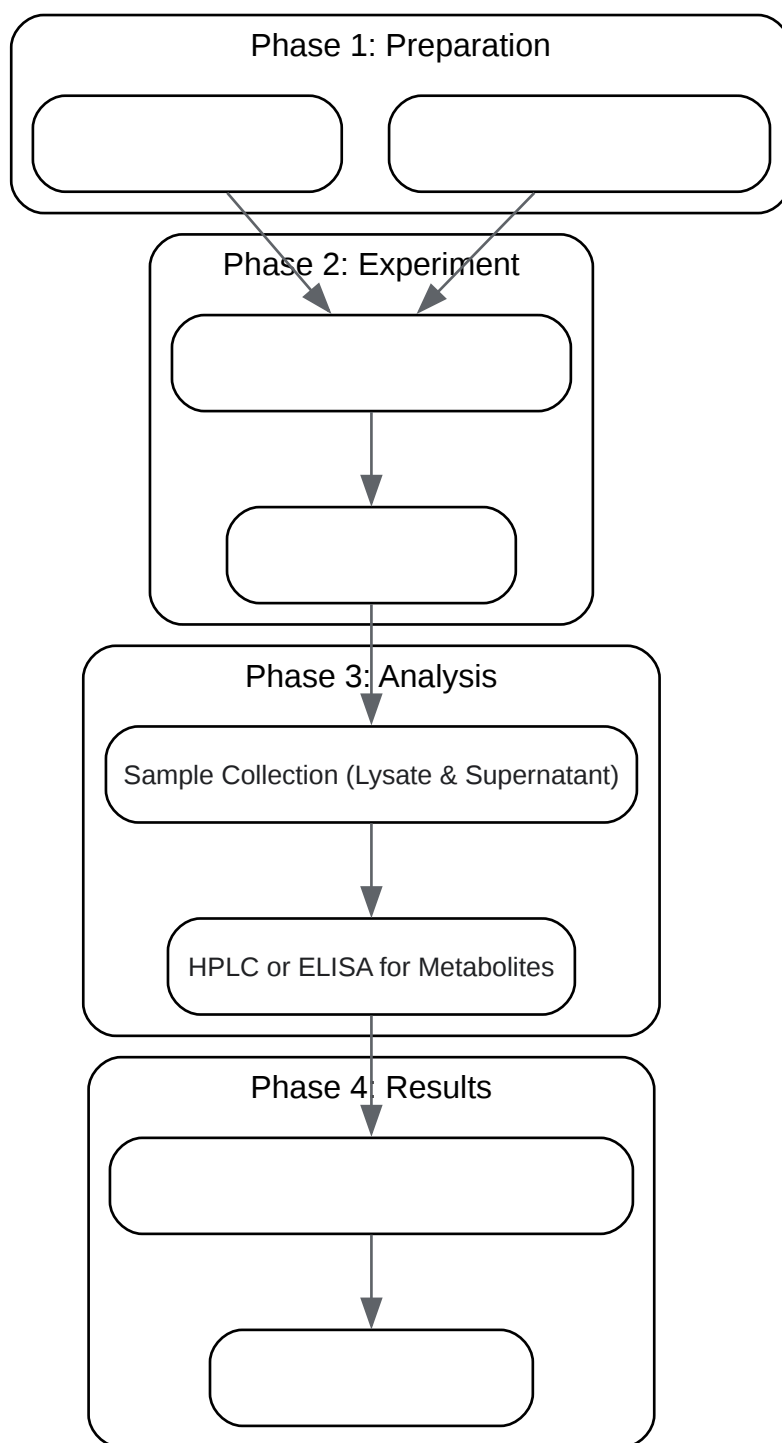 Phase 1: Preparation
Phase 2: Experiment
Phase 3: Analysis
Sample Collection (Lysate & Supernatant)
HPLC or ELISA for Metabolites
Phase 4: Results